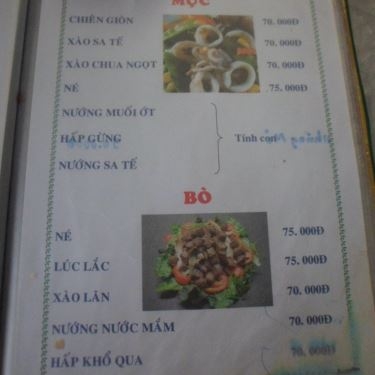 MỰC
CHIÊN GIÒN 70.000Đ
XÀO SA TẾ 70.000Đ
XÀO CHUA NGỌT 70.000Đ
NÉ 75.000Đ
NƯỚNG MUỐI ỚT
HẤP GỪNG Tính con
NƯỚNG SA TẾ
BÒ
NÉ 75.000Đ
LÚC LẮC 75.000Đ
XÀO LĂN 70.000Đ
NƯỚNG NƯỚC MẮM 70.000Đ
HẤP KHỔ QUA 70.000Đ